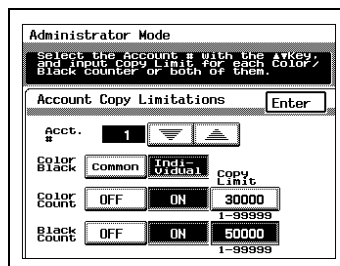 Administrator Mode
Select the Account # with the ▲▼Key,
and input Copy Limit for each Color/
Black counter or both of them.
Account Copy Limitations
Enter
Acct.
#
1
Color
Black
Common
Indi-
vidual
Copy
Limit
Color
Count
OFF
ON
30000
1-99999
Black
Count
OFF
ON
50000
1-99999